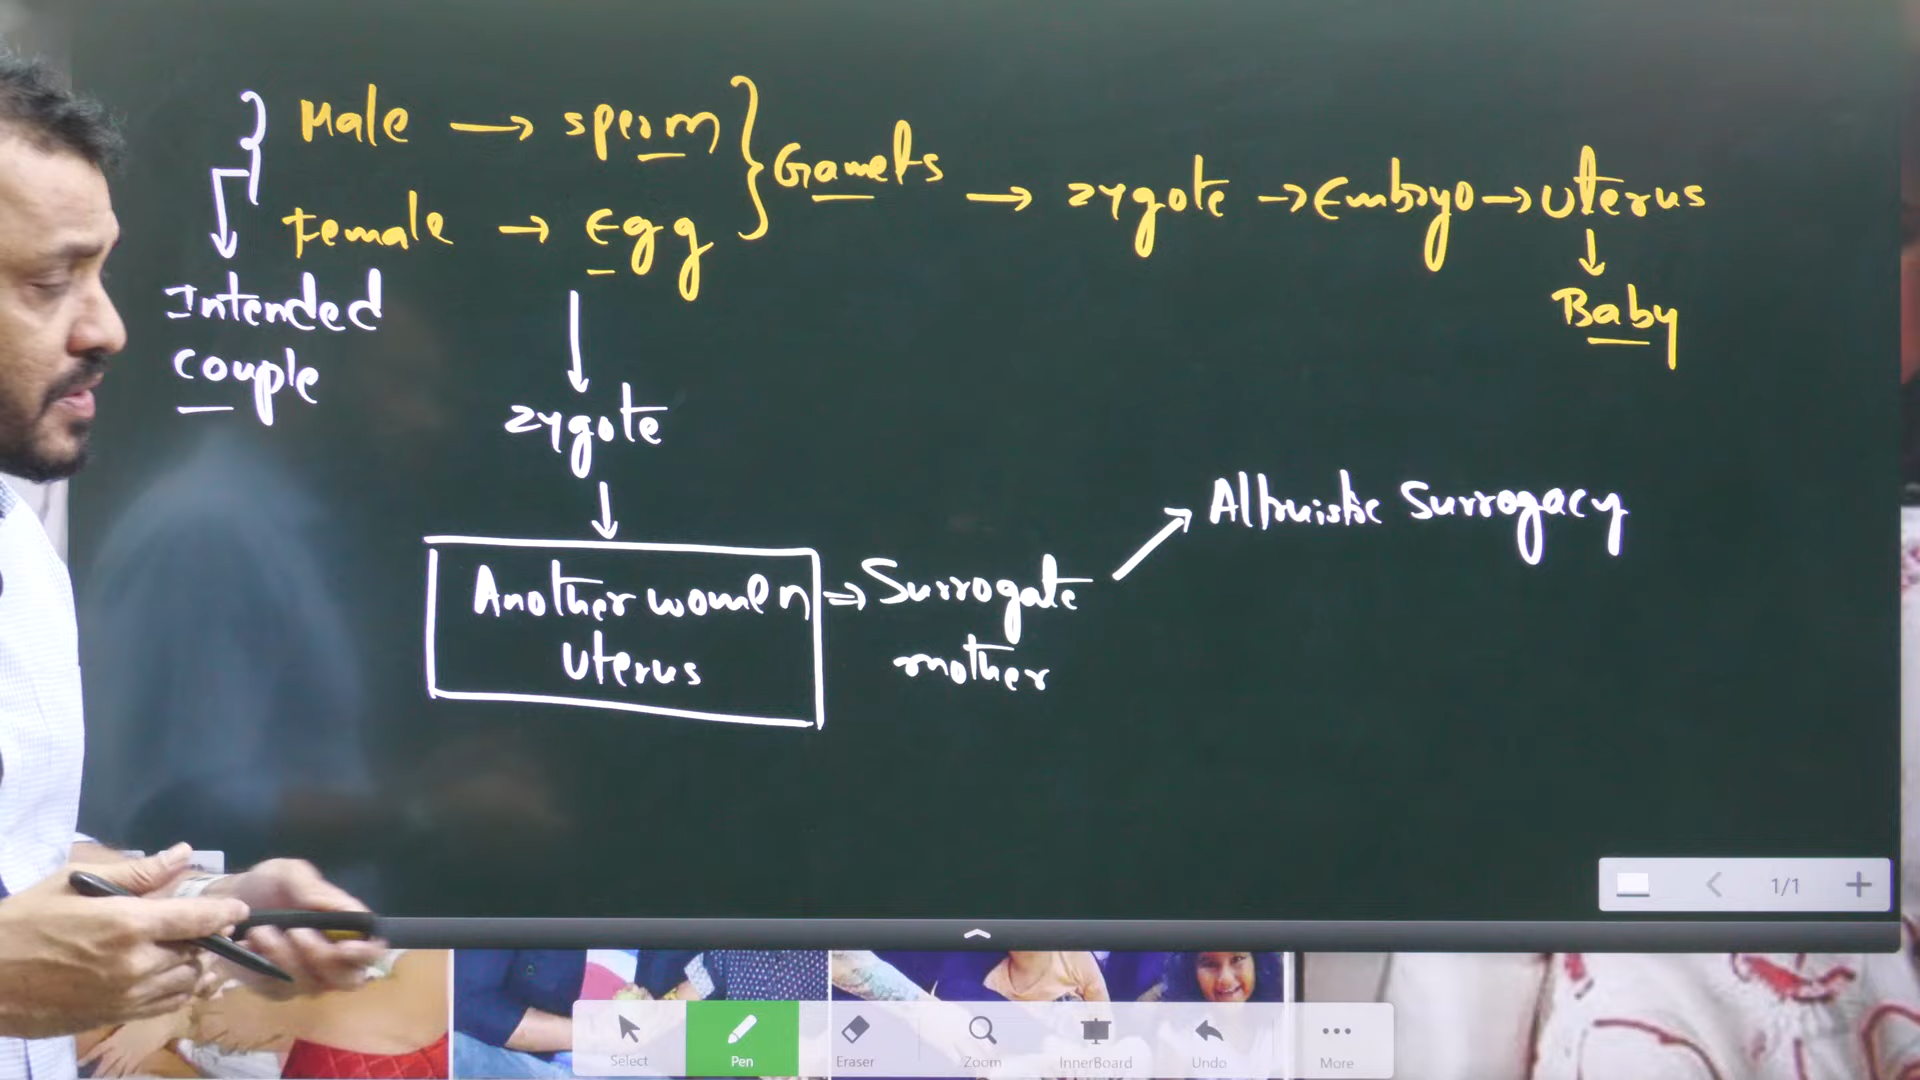 Male → sperm
Female → Egg
Gamets → zygote → Embryo → Uterus
↓
Baby
Intended
couple
zygote
Another women
Uterus
⇒ Surrogate
mother
Altruistic Surrogacy
1/1
Select
Pen
Eraser
Zoom
InnerBoard
Undo
More